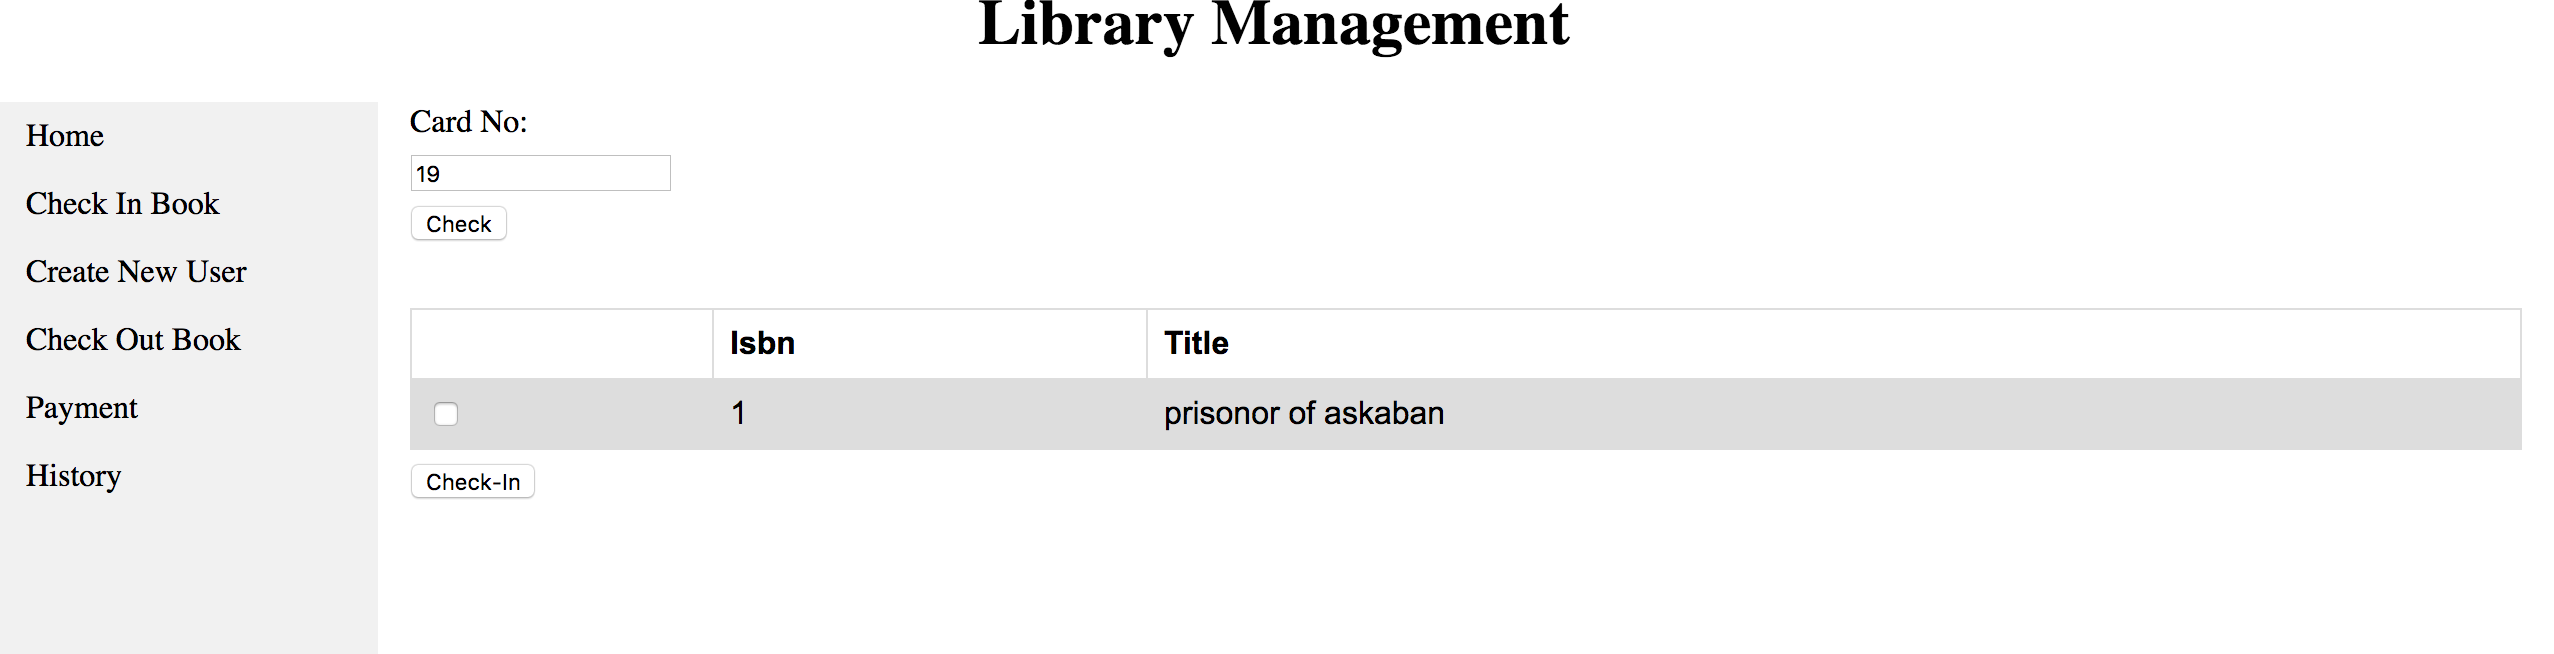 Library Management
Home
Check In Book
Create New User
Check Out Book
Payment
History
Card No:
19
Check
Isbn Title
1 prisonor of askaban
Check-In